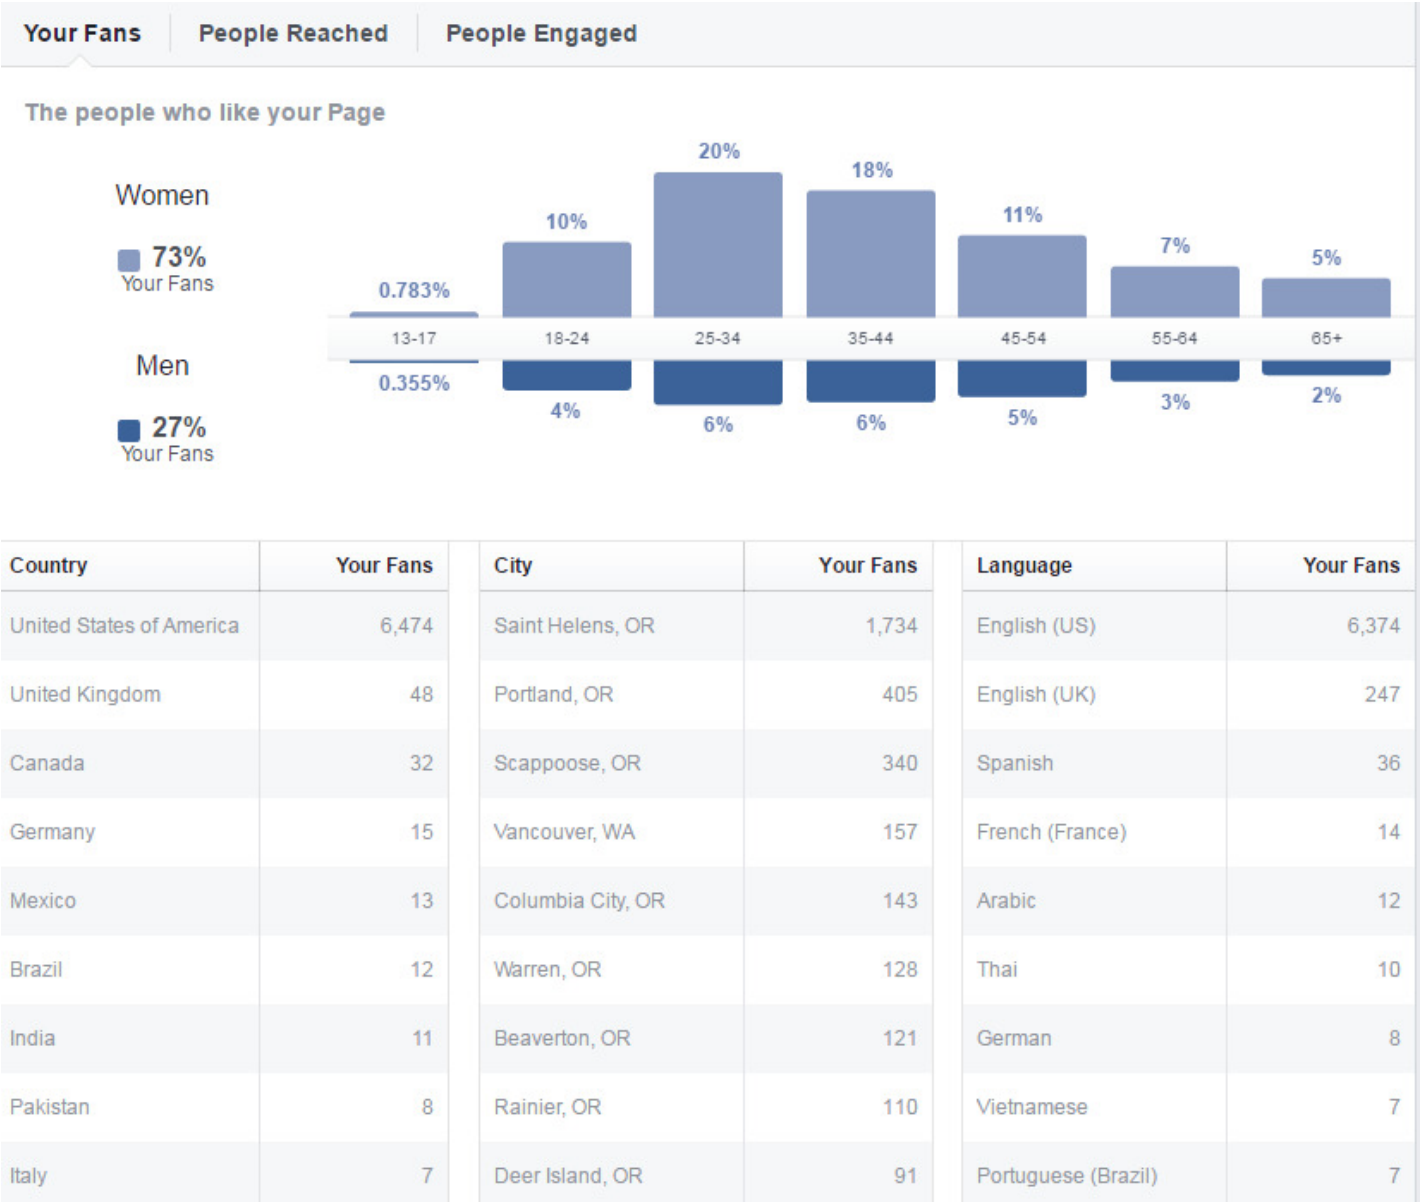 Your Fans People Reached People Engaged
The people who like your Page
Women
73%
Your Fans
Men
27%
Your Fans
0.783% 10% 20% 18% 11% 7% 5%
13-17 18-24 25-34 35-44 45-54 55-64 65+
0.355% 4% 6% 6% 5% 3% 2%
Country Your Fans City Your Fans Language Your Fans
United States of America 6,474 Saint Helens, OR 1,734 English (US) 6,374
United Kingdom 48 Portland, OR 405 English (UK) 247
Canada 32 Scappoose, OR 340 Spanish 36
Germany 15 Vancouver, WA 157 French (France) 14
Mexico 13 Columbia City, OR 143 Arabic 12
Brazil 12 Warren, OR 128 Thai 10
India 11 Beaverton, OR 121 German 8
Pakistan 8 Rainier, OR 110 Vietnamese 7
Italy 7 Deer Island, OR 91 Portuguese (Brazil) 7